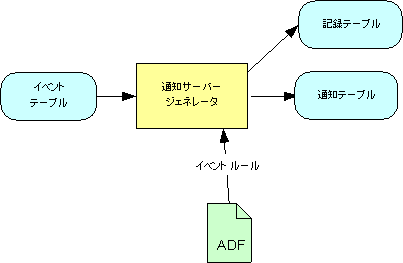 記録テーブル
イベント
テーブル
通知サーバー
ジェネレータ
通知テーブル
イベント ルール
ADF